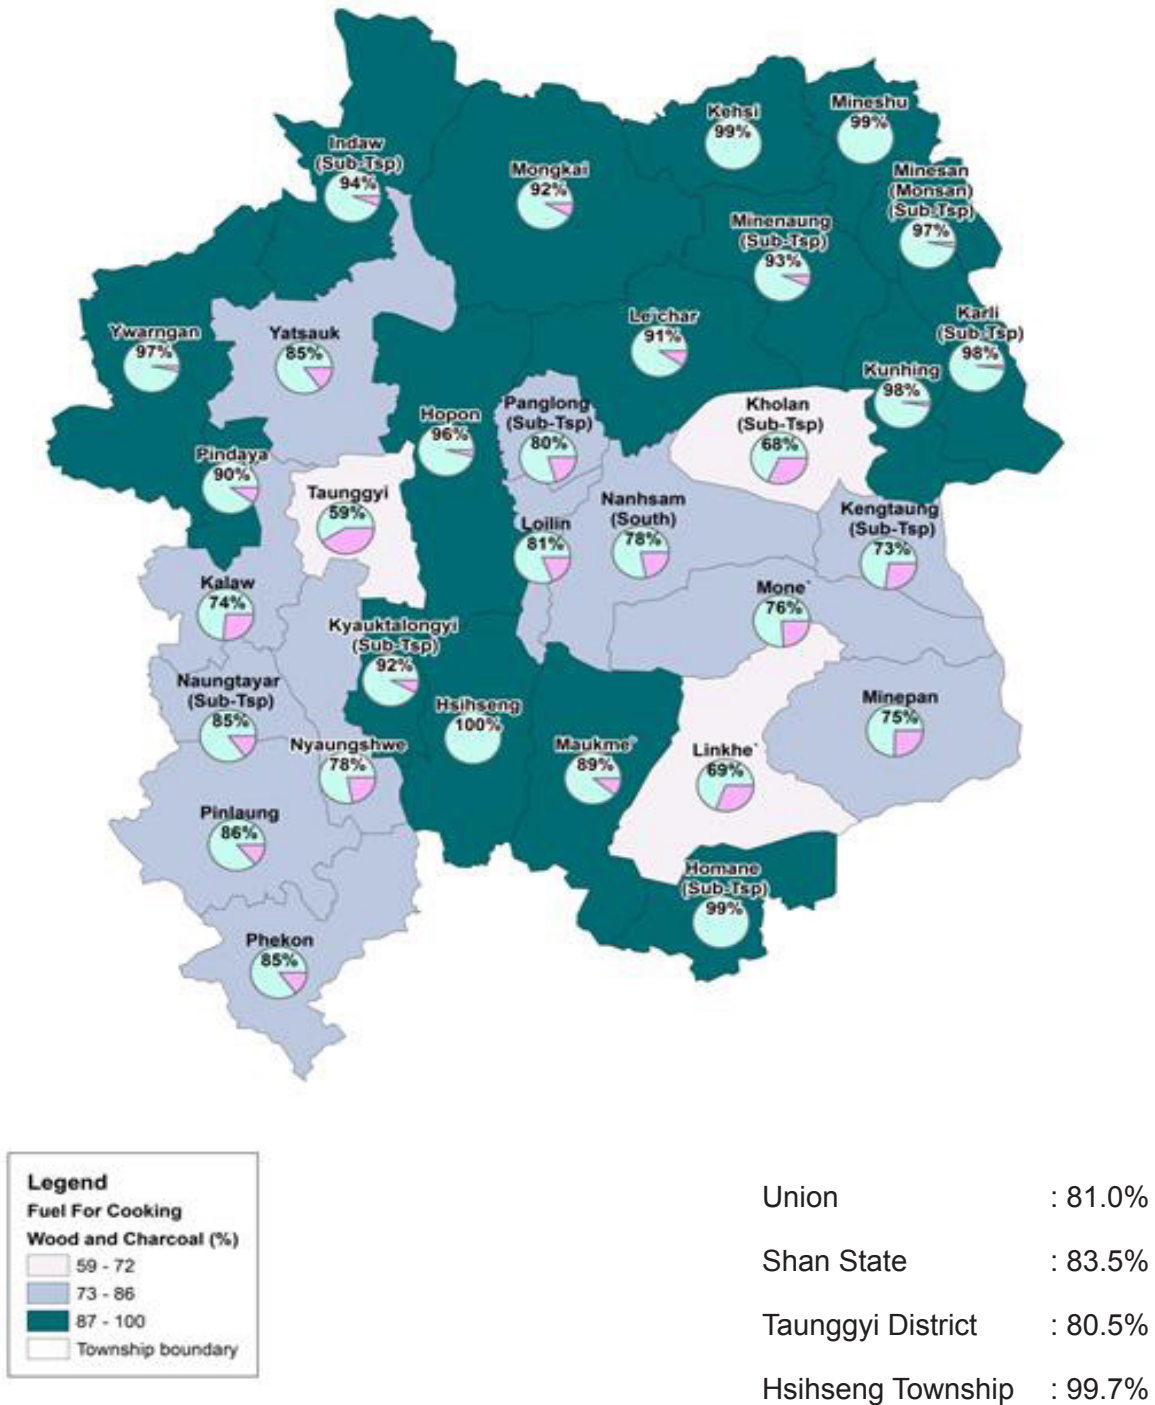 Kehsi
99%
Mineshu
99%
Indaw
(Sub-Tsp)
94%
Mongkai
92%
Minesan
(Monsan)
(Sub-Tsp)
97%
Minenaung
(Sub-Tsp)
93%
Ywarngan
97%
Yatsauk
85%
Le'char
91%
Karli
(Sub-Tsp)
98%
Kunhing
98%
Hopon
96%
Panglong
(Sub-Tsp)
80%
Kholan
(Sub-Tsp)
68%
Pindaya
90%
Taunggyi
59%
Loilin
81%
Nanhsam
(South)
78%
Kengtaung
(Sub-Tsp)
73%
Kalaw
74%
Mone`
76%
Kyauktalongyi
(Sub-Tsp)
92%
Naungtayar
(Sub-Tsp)
85%
Hsihseng
100%
Minepan
75%
Nyaungshwe
78%
Maukme`
89%
Linkhe`
69%
Pinlaung
86%
Homane
(Sub-Tsp)
99%
Phekon
85%
Legend
Fuel For Cooking
Wood and Charcoal (%)
59 - 72
73 - 86
87 - 100
Township boundary
Union : 81.0%
Shan State : 83.5%
Taunggyi District : 80.5%
Hsihseng Township : 99.7%